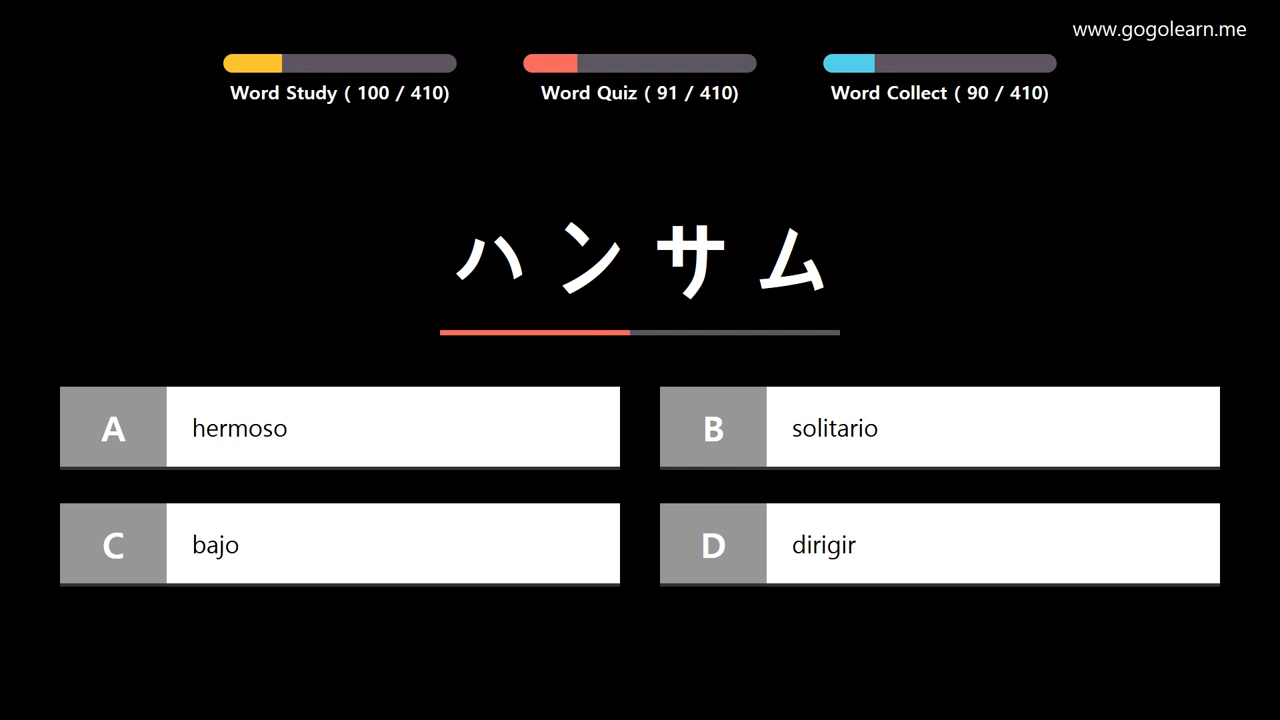 www.gogolearn.me
Word Study ( 100 / 410)
Word Quiz ( 91 / 410)
Word Collect ( 90 / 410)
ハンサム
A hermoso
B solitario
C bajo
D dirigir